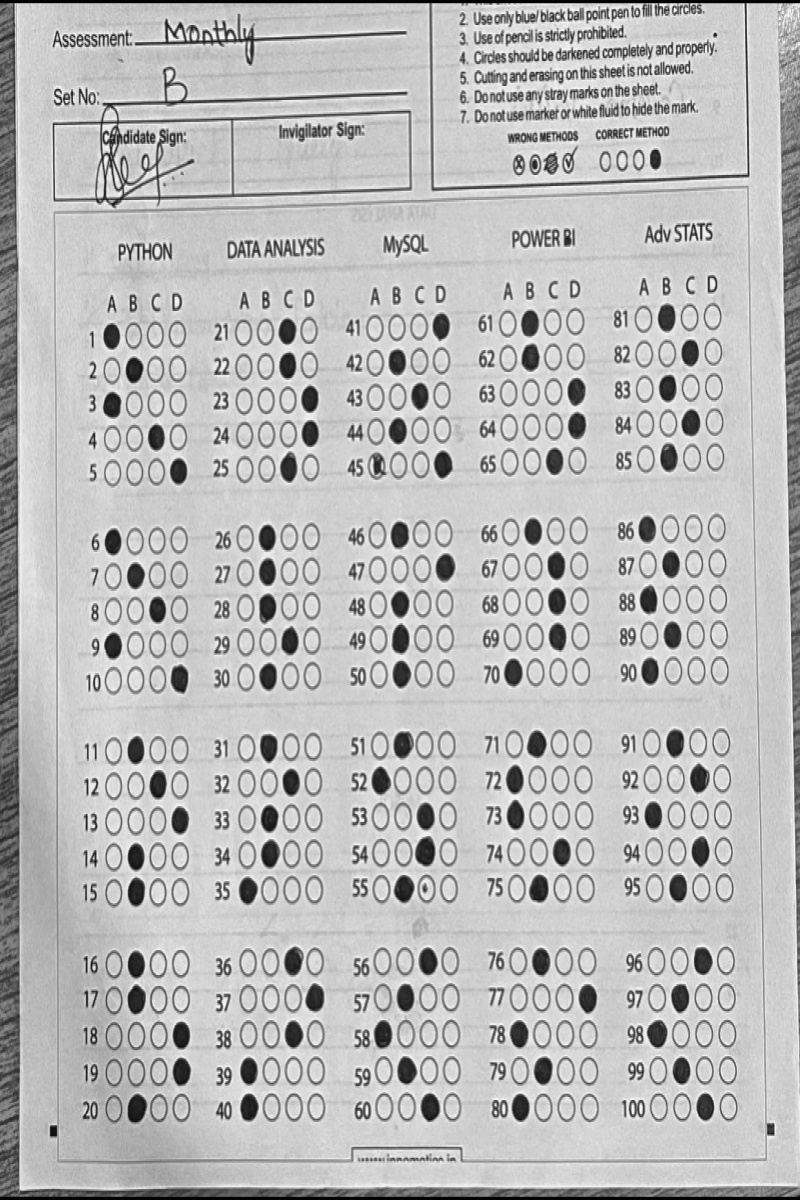 Assessment: Monthly
Set No: B
Candidate Sign:
Invigilator Sign:
2. Use only blue/ black ball point pen to fill the circles.
3. Use of pencil is strictly prohibited.
4. Circles should be darkened completely and properly.
5. Cutting and erasing on this sheet is not allowed.
6. Do not use any stray marks on the sheet.
7. Do not use marker or white fluid to hide the mark.
WRONG METHODS CORRECT METHOD
PYTHON DATA ANALYSIS MySQL POWER BI Adv STATS
A B C D A B C D A B C D A B C D A B C D
1 21 41 61 81
2 22 42 62 82
3 23 43 63 83
4 24 44 64 84
5 25 45 65 85
6 26 46 66 86
7 27 47 67 87
8 28 48 68 88
9 29 49 69 89
10 30 50 70 90
11 31 51 71 91
12 32 52 72 92
13 33 53 73 93
14 34 54 74 94
15 35 55 75 95
16 36 56 76 96
17 37 57 77 97
18 38 58 78 98
19 39 59 79 99
20 40 60 80 100